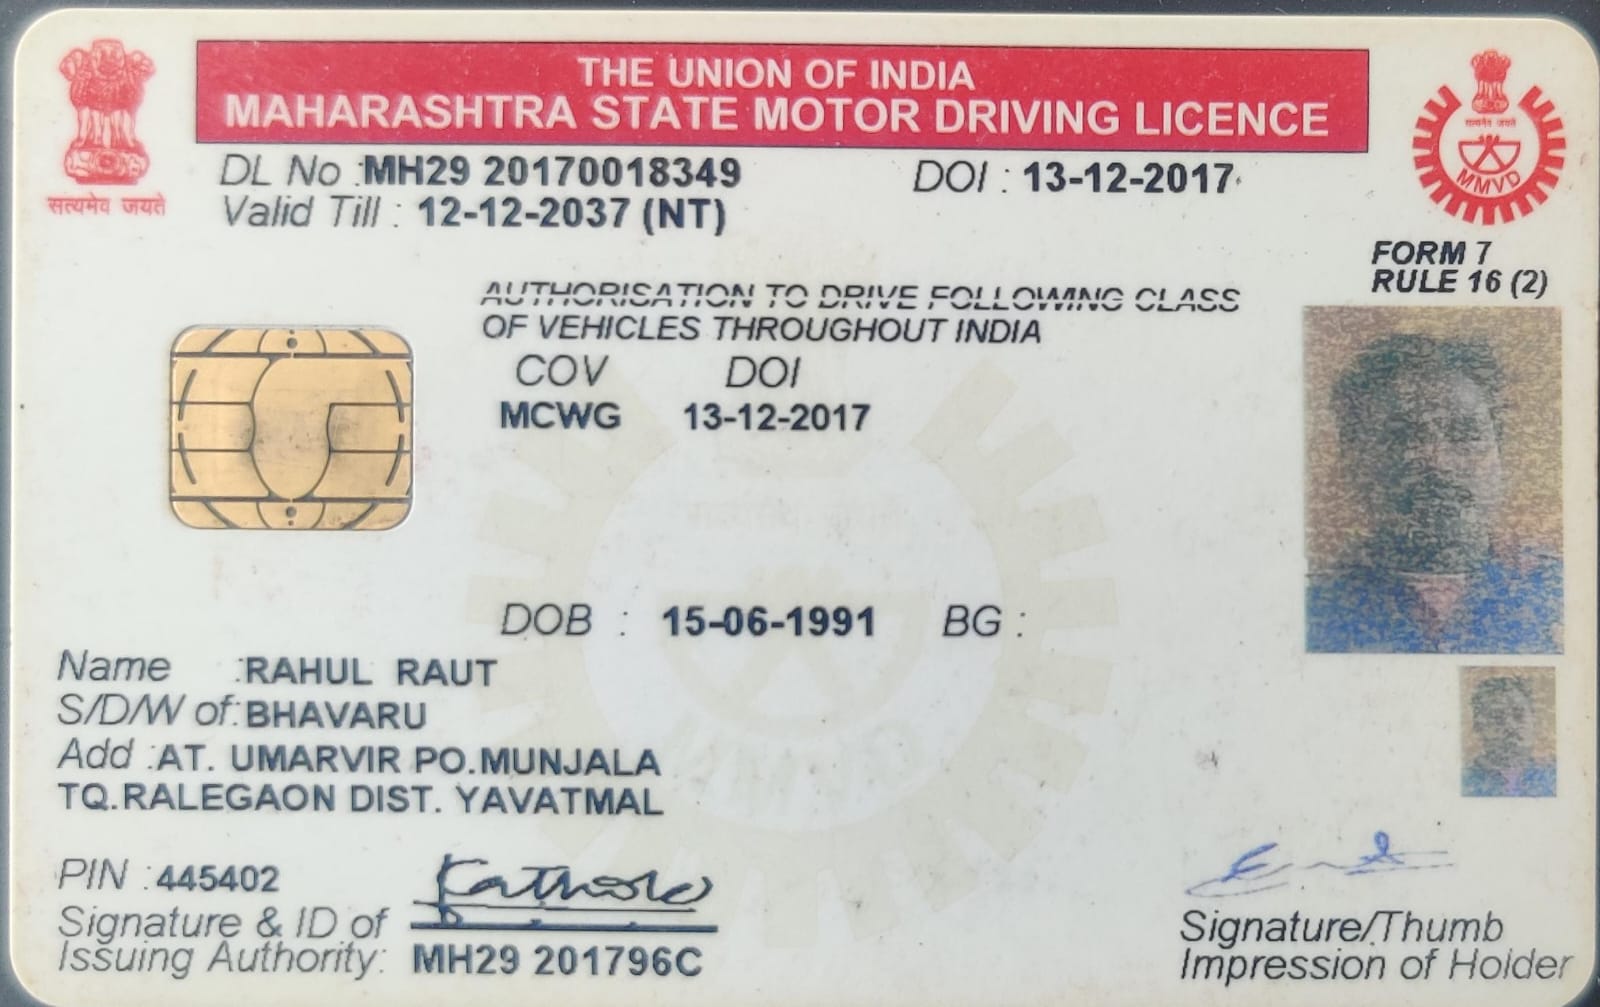 THE UNION OF INDIA
MAHARASHTRA STATE MOTOR DRIVING LICENCE
सत्यमेव जयते
सत्यमेव जयते
MMVD
DL No :MH29 20170018349 DOI : 13-12-2017
Valid Till : 12-12-2037 (NT)
FORM 7
RULE 16 (2)
AUTHORISATION TO DRIVE FOLLOWING CLASS
OF VEHICLES THROUGHOUT INDIA
COV DOI
MCWG 13-12-2017
DOB : 15-06-1991 BG :
Name :RAHUL RAUT
S/D/W of:BHAVARU
Add :AT. UMARVIR PO.MUNJALA
TQ.RALEGAON DIST. YAVATMAL
PIN :445402
Signature & ID of
Issuing Authority: MH29 201796C
Signature/Thumb
Impression of Holder